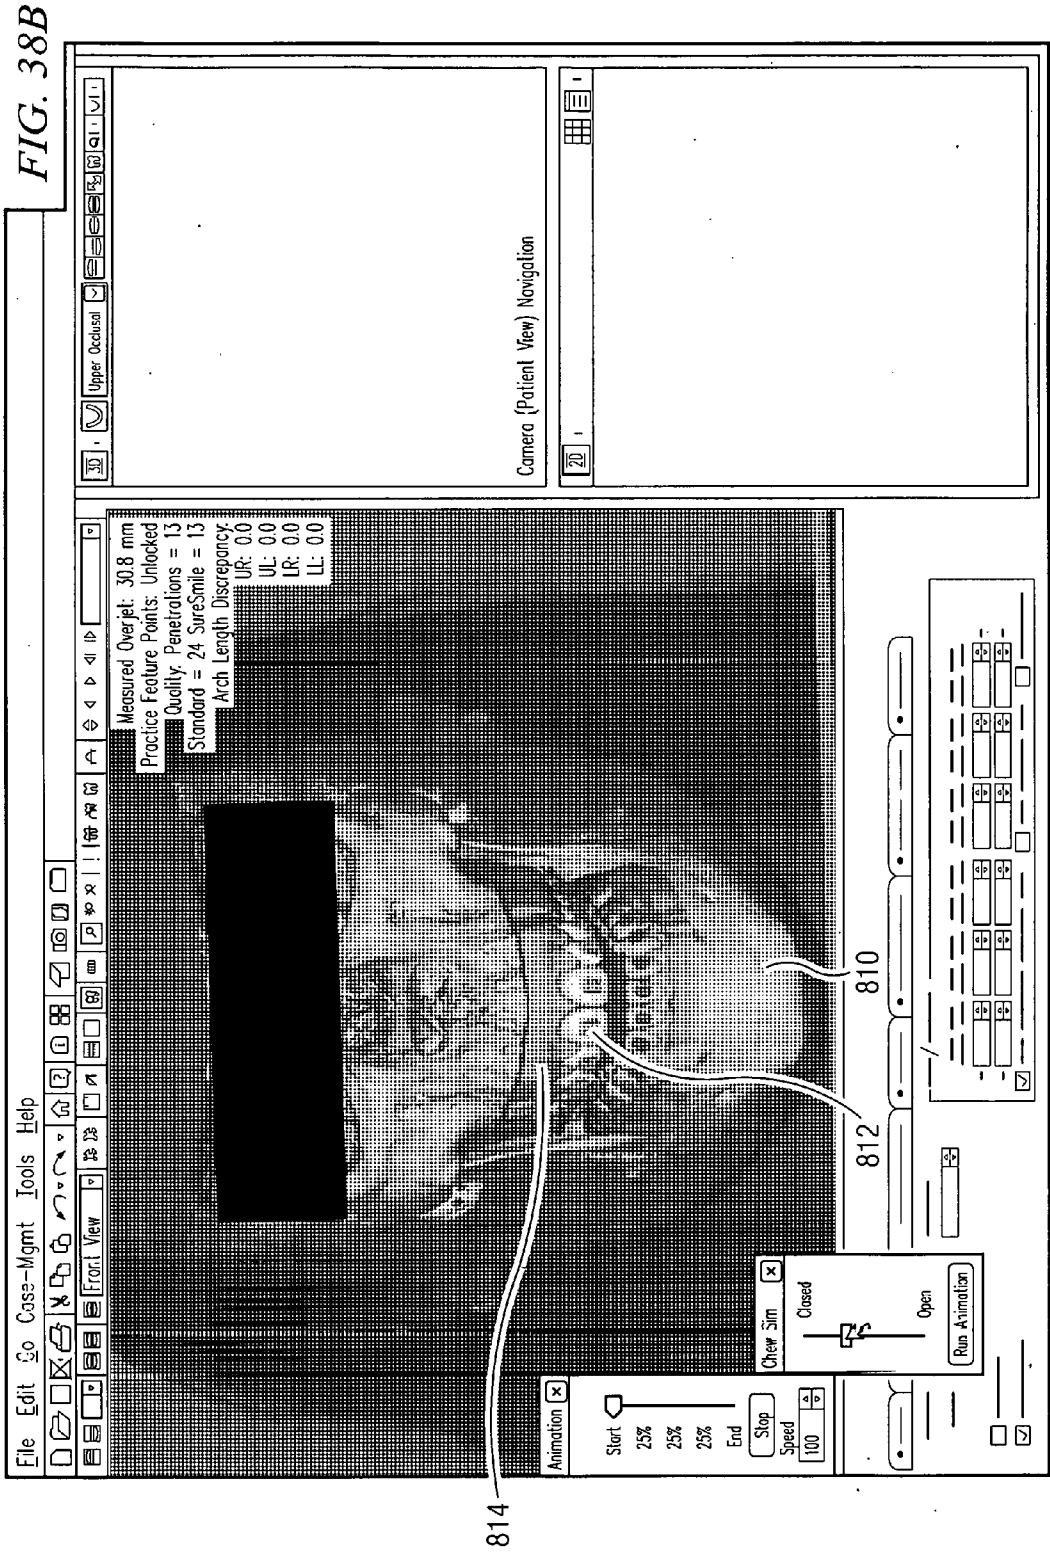 FIG. 38B
File Edit Go Case-Mgmt Tools Help
Front View
3D
Upper Occlusal
Measured Overjet: 30.8 mm
Practice Feature Points: Unlocked
Quality: Penetrations = 13
Standard = 24 SureSmile = 13
Arch Length Discrepancy:
UR: 0.0
UL: 0.0
LR: 0.0
LL: 0.0
Camera (Patient View) Navigation
2D
Animation
Start
25%
25%
25%
End
Stop
Speed
100
Chew Sim
Closed
Open
Run Animation
810
812
814